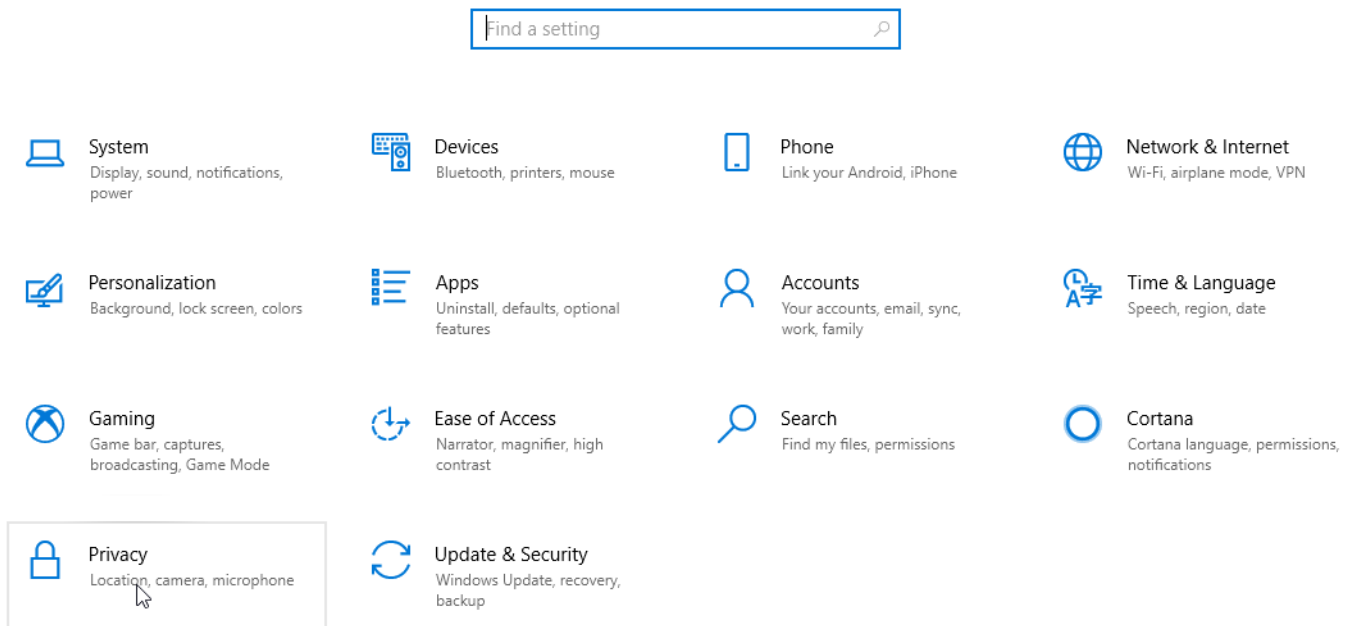 Find a setting
System
Display, sound, notifications,
power
Devices
Bluetooth, printers, mouse
Phone
Link your Android, iPhone
Network & Internet
Wi-Fi, airplane mode, VPN
Personalization
Background, lock screen, colors
Apps
Uninstall, defaults, optional
features
Accounts
Your accounts, email, sync,
work, family
Time & Language
Speech, region, date
Gaming
Game bar, captures,
broadcasting, Game Mode
Ease of Access
Narrator, magnifier, high
contrast
Search
Find my files, permissions
Cortana
Cortana language, permissions,
notifications
Privacy
Location, camera, microphone
Update & Security
Windows Update, recovery,
backup